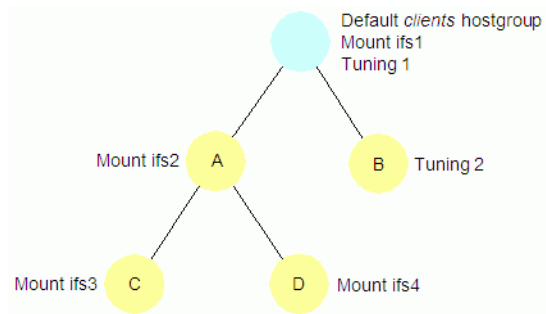 Default clients hostgroup
Mount ifs1
Tuning 1
Mount ifs2
A
B
Tuning 2
Mount ifs3
C
D
Mount ifs4